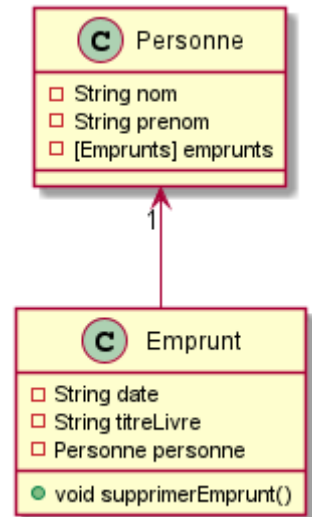 C Personne
String nom
String prenom
[Emprunts] emprunts
1
C Emprunt
String date
String titreLivre
Personne personne
void supprimerEmprunt()